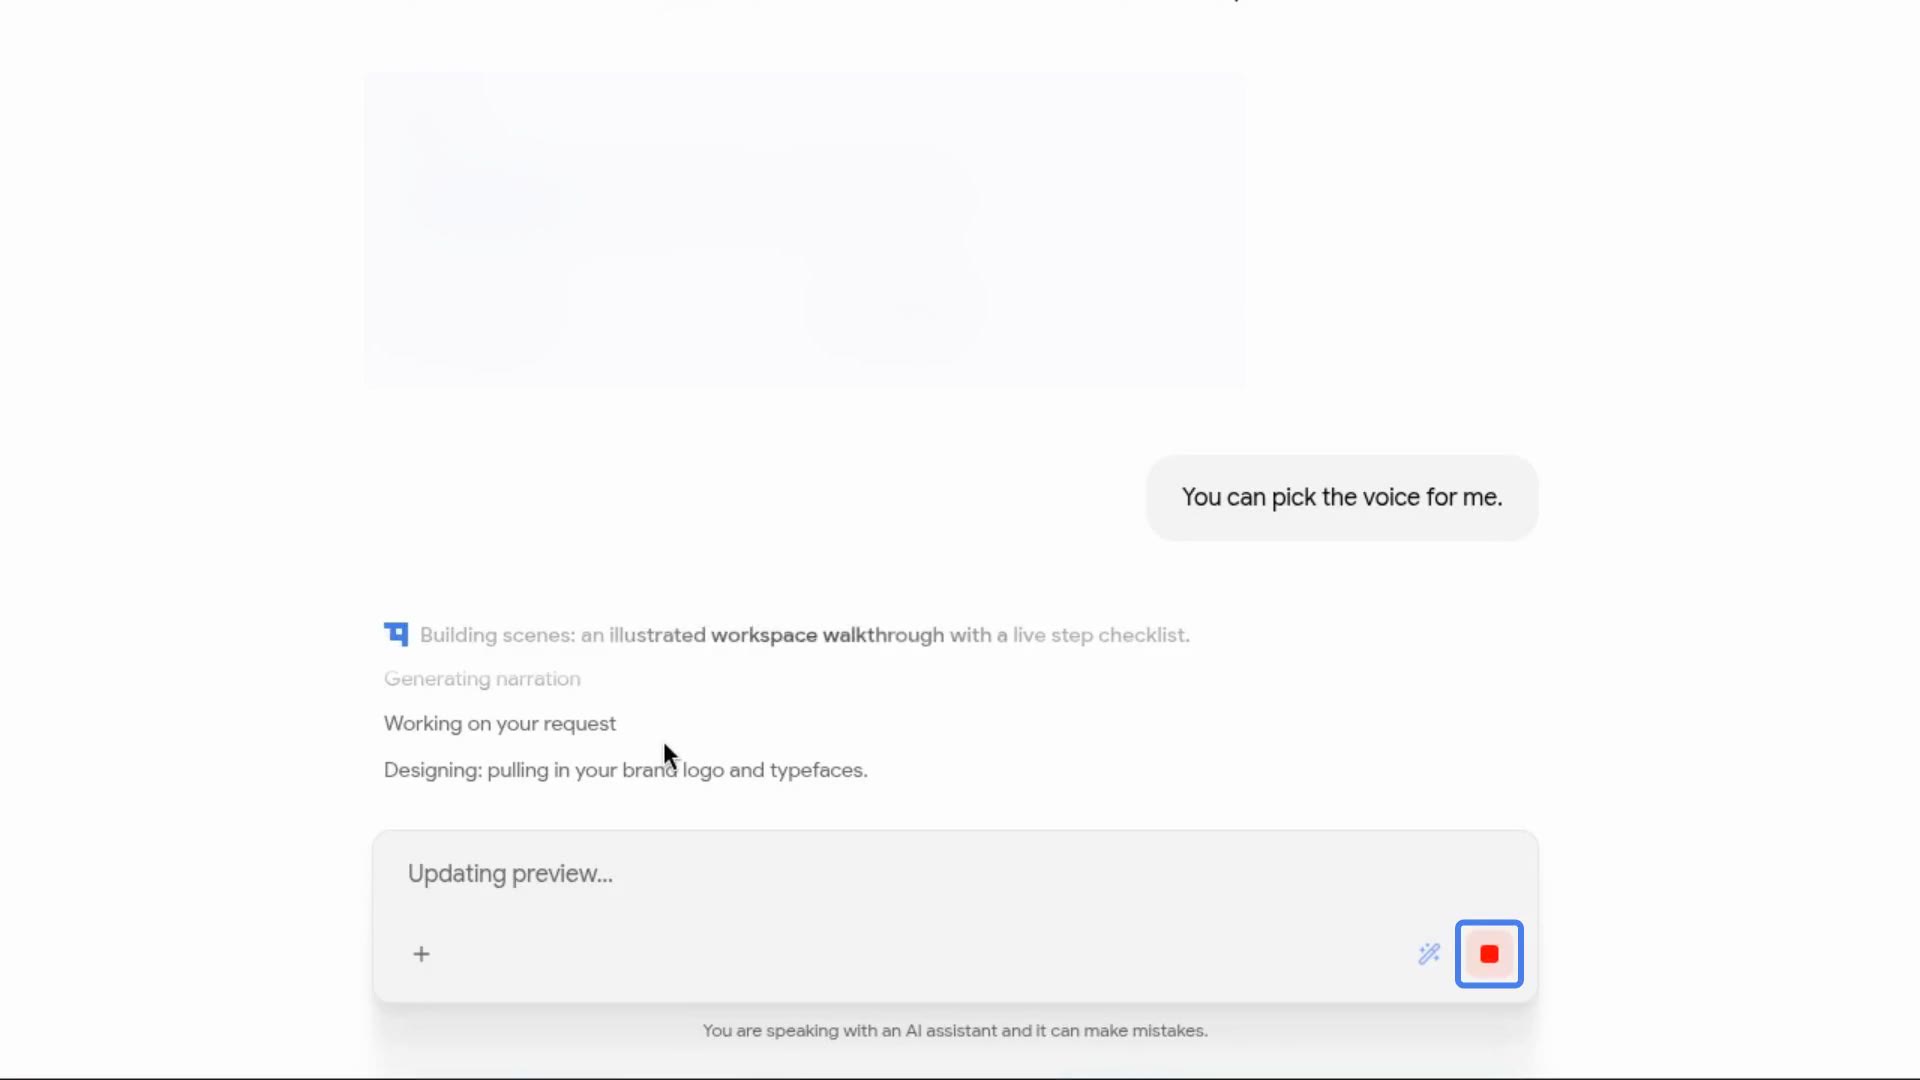 You can pick the voice for me.
Building scenes: an illustrated workspace walkthrough with a live step checklist.
Generating narration
Working on your request
Designing: pulling in your brand logo and typefaces.
Updating preview...
You are speaking with an AI assistant and it can make mistakes.